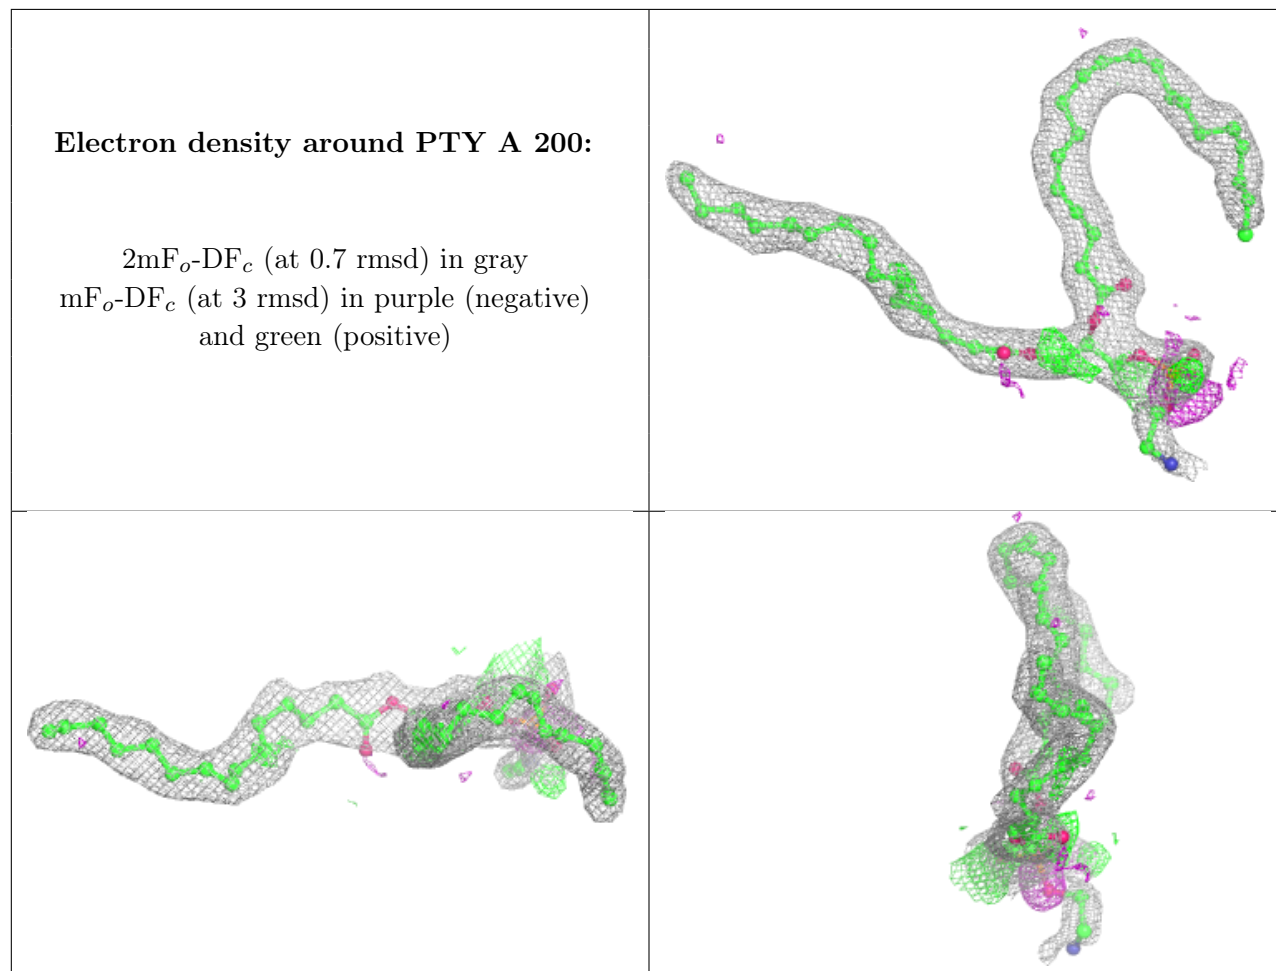 Electron density around PTY A 200:
2mFo-DFc (at 0.7 rmsd) in gray
mFo-DFc (at 3 rmsd) in purple (negative)
and green (positive)